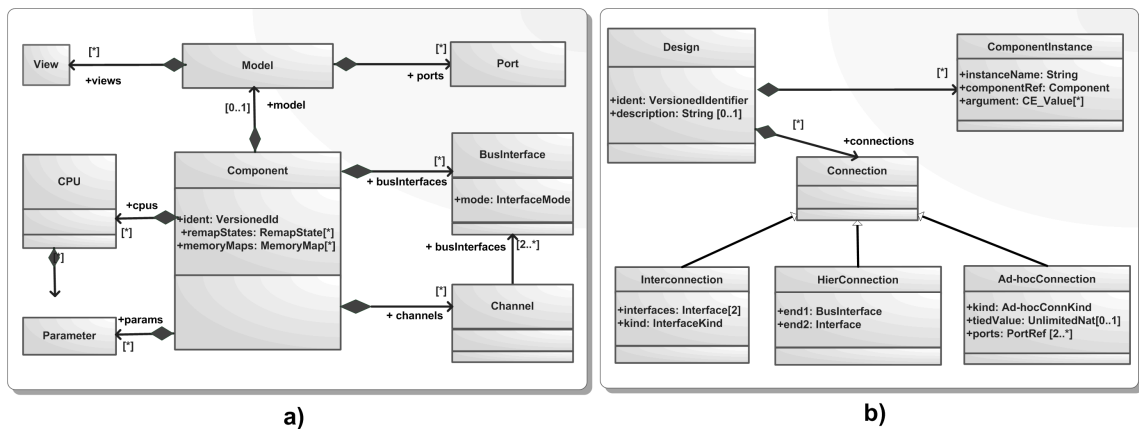 [*]
View
+views
Model
[*]
+ ports
Port
[0..1]
+model
Component
+ident: VersionedId
+ remapStates: RemapState[*]
+memoryMaps: MemoryMap[*]
[*]
+ busInterfaces
BusInterface
+mode: InterfaceMode
CPU
+cpus
[*]
[*]
+ busInterfaces
[2..*]
[*]
+ channels
Channel
+params
Parameter
[*]
a)
Design
+ident: VersionedIdentifier
+description: String [0..1]
[*]
ComponentInstance
+instanceName: String
+componentRef: Component
+argument: CE_Value[*]
[*]
+connections
Connection
Interconnection
+interfaces: Interface[2]
+kind: InterfaceKind
HierConnection
+end1: BusInterface
+end2: Interface
Ad-hocConnection
+kind: Ad-hocConnKind
+tiedValue: UnlimitedNat[0..1]
+ports: PortRef [2..*]
b)